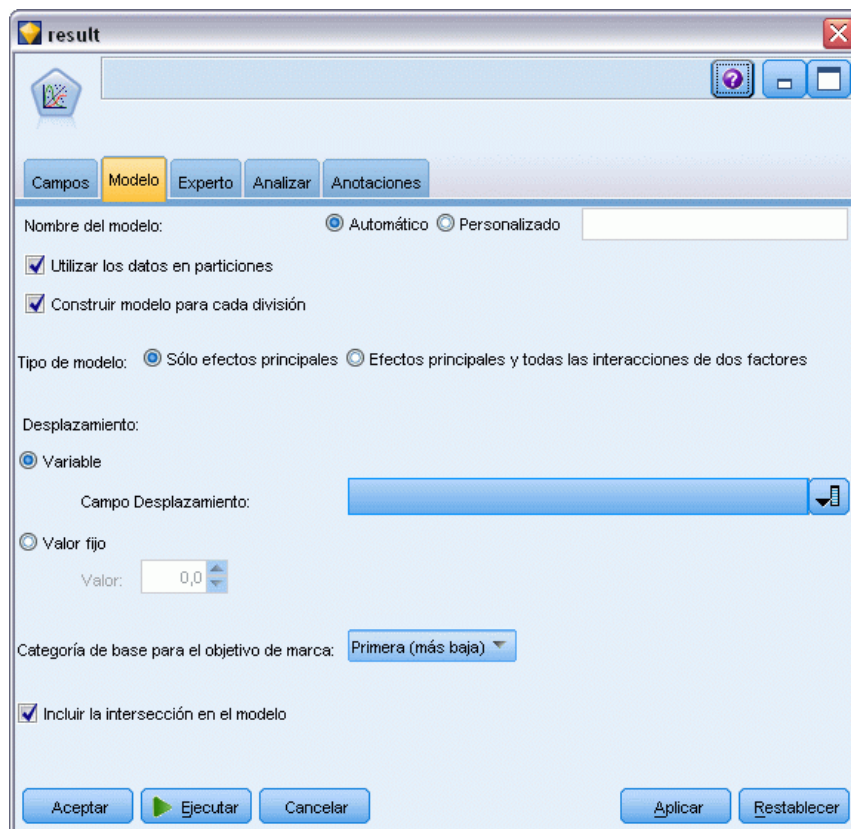 result
?
Campos Modelo Experto Analizar Anotaciones
Nombre del modelo: Automático Personalizado
Utilizar los datos en particiones
Construir modelo para cada división
Tipo de modelo: Sólo efectos principales Efectos principales y todas las interacciones de dos factores
Desplazamiento:
Variable
Campo Desplazamiento:
Valor fijo
Valor: 0,0
Categoría de base para el objetivo de marca: Primera (más baja)
Incluir la intersección en el modelo
Aceptar Ejecutar Cancelar Aplicar Restablecer